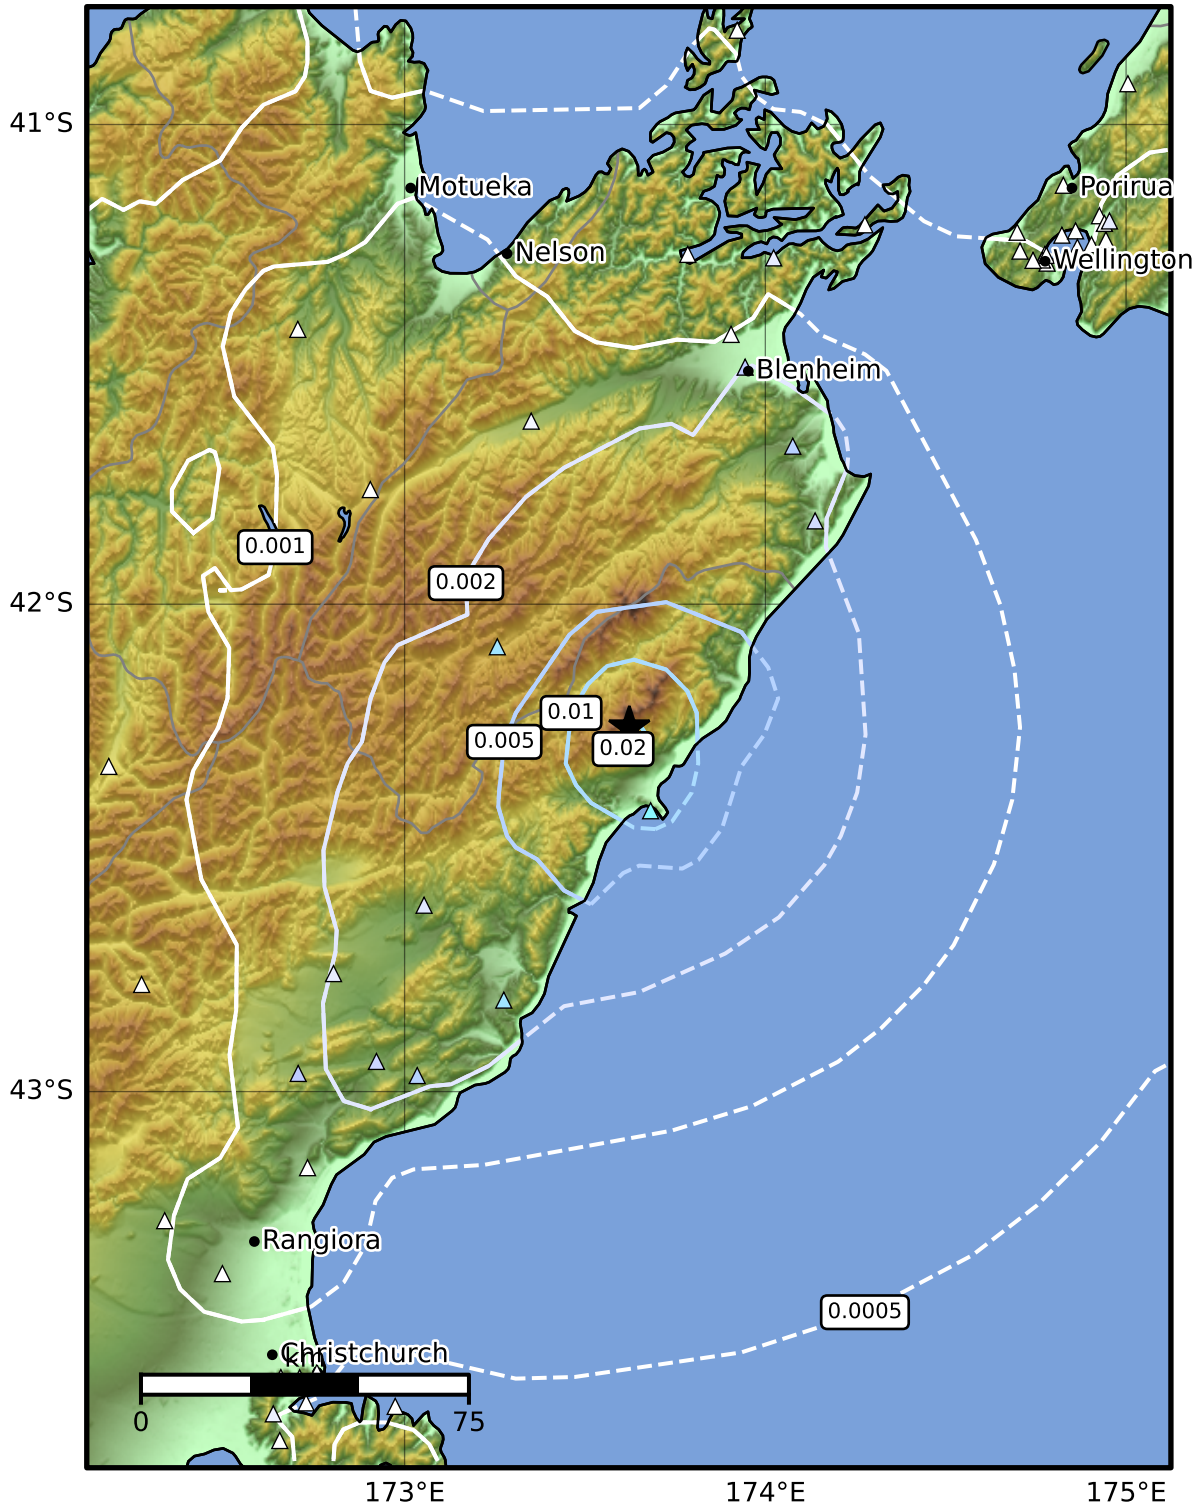 41°S
Motueka
Porirua
Nelson
Wellington
Blenheim
0.001
0.002
42°S
0.01
0.005
0.02
43°S
Rangiora
0.0005
Christchurch
km
0
75
173°E
174°E
175°E